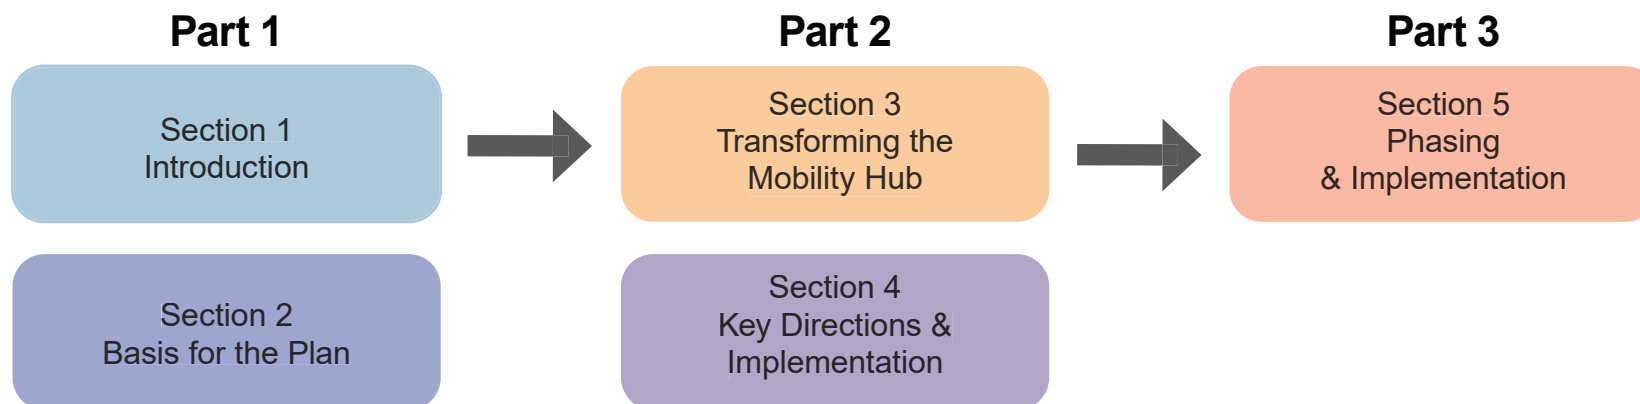 Part 1
Section 1
Introduction
Section 2
Basis for the Plan
Part 2
Section 3
Transforming the
Mobility Hub
Section 4
Key Directions &
Implementation
Part 3
Section 5
Phasing
& Implementation